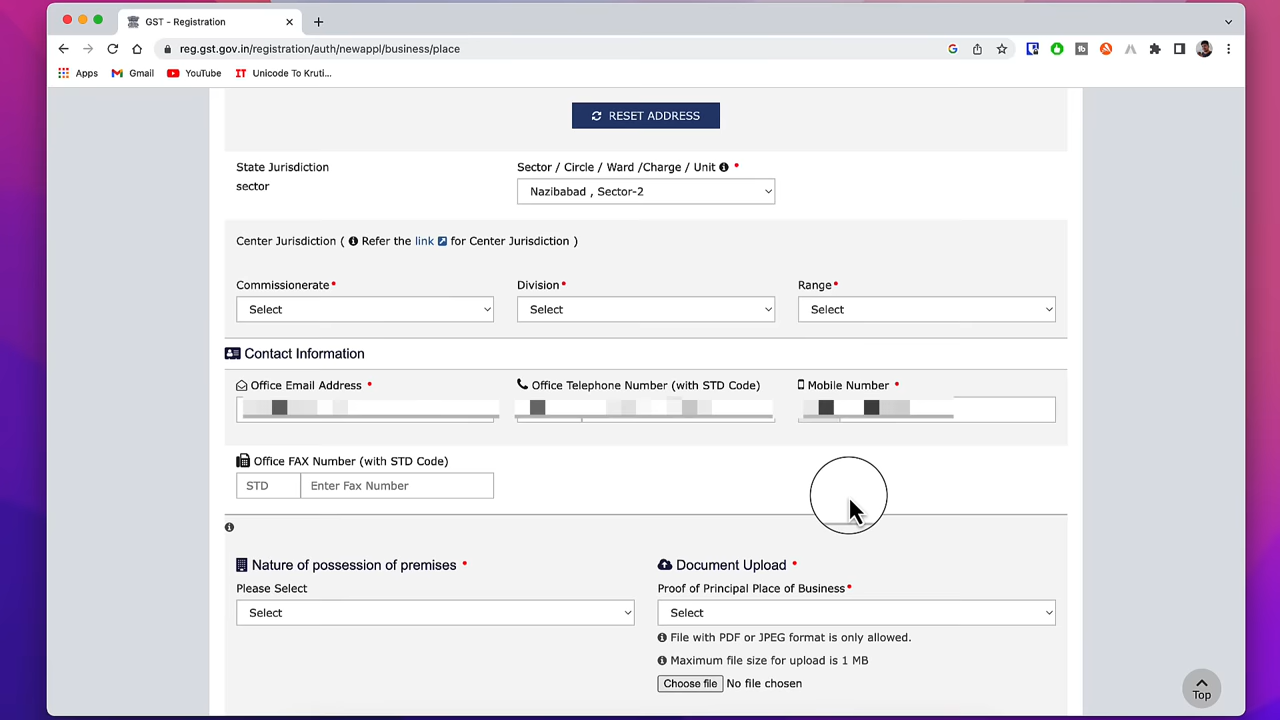 GST - Registration
reg.gst.gov.in/registration/auth/newappl/business/place
Apps Gmail YouTube IT Unicode To Kruti...
RESET ADDRESS
State Jurisdiction
sector
Sector / Circle / Ward /Charge / Unit •
Nazibabad , Sector-2
Center Jurisdiction ( Refer the link for Center Jurisdiction )
Commissionerate• Division• Range•
Select Select Select
Contact Information
Office Email Address • Office Telephone Number (with STD Code) Mobile Number •
Office FAX Number (with STD Code)
STD Enter Fax Number
Nature of possession of premises • Document Upload •
Please Select Proof of Principal Place of Business•
Select Select
File with PDF or JPEG format is only allowed.
Maximum file size for upload is 1 MB
Choose file No file chosen
Top